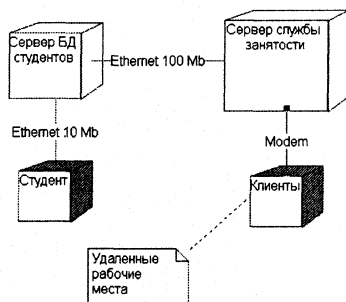 Сервер БД
студентов
Ethernet 100 Mb
Сервер службы
занятости
Ethernet 10 Mb
Modem
Студент
Клиенты
Удаленные
рабочие
места